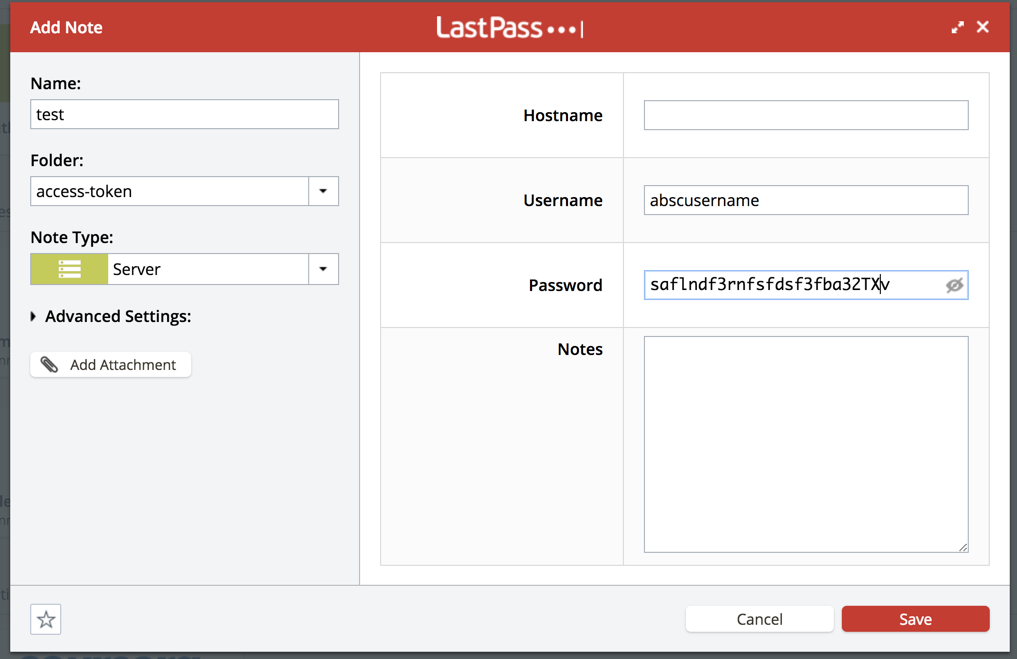 Add Note
LastPass
Name:
test
Folder:
access-token
Note Type:
Server
Advanced Settings:
Add Attachment
Hostname
Username
abscusername
Password
saflndf3rnfsfdsf3fba32TXv
Notes
Cancel
Save